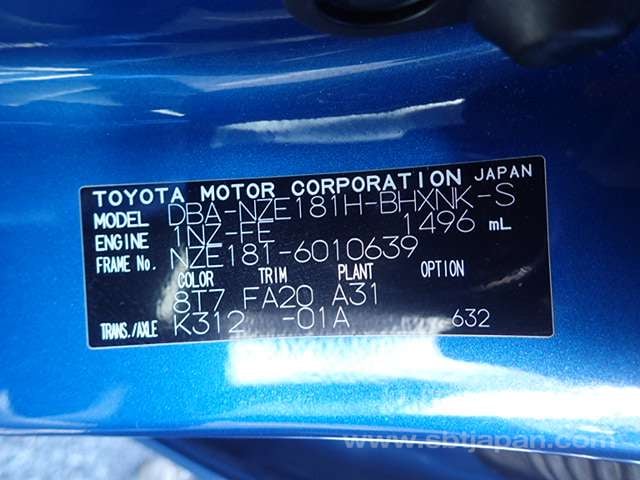 TOYOTA MOTOR CORPORATION JAPAN
MODEL DBA-NZE181H-BHXNK-S
ENGINE 1NZ-FE 1496 mL
FRAME No. NZE181-6010639
COLOR TRIM PLANT OPTION
8T7 FA20 A31
TRANS./AXLE K312 -01A 632
www.sbtjapan.com